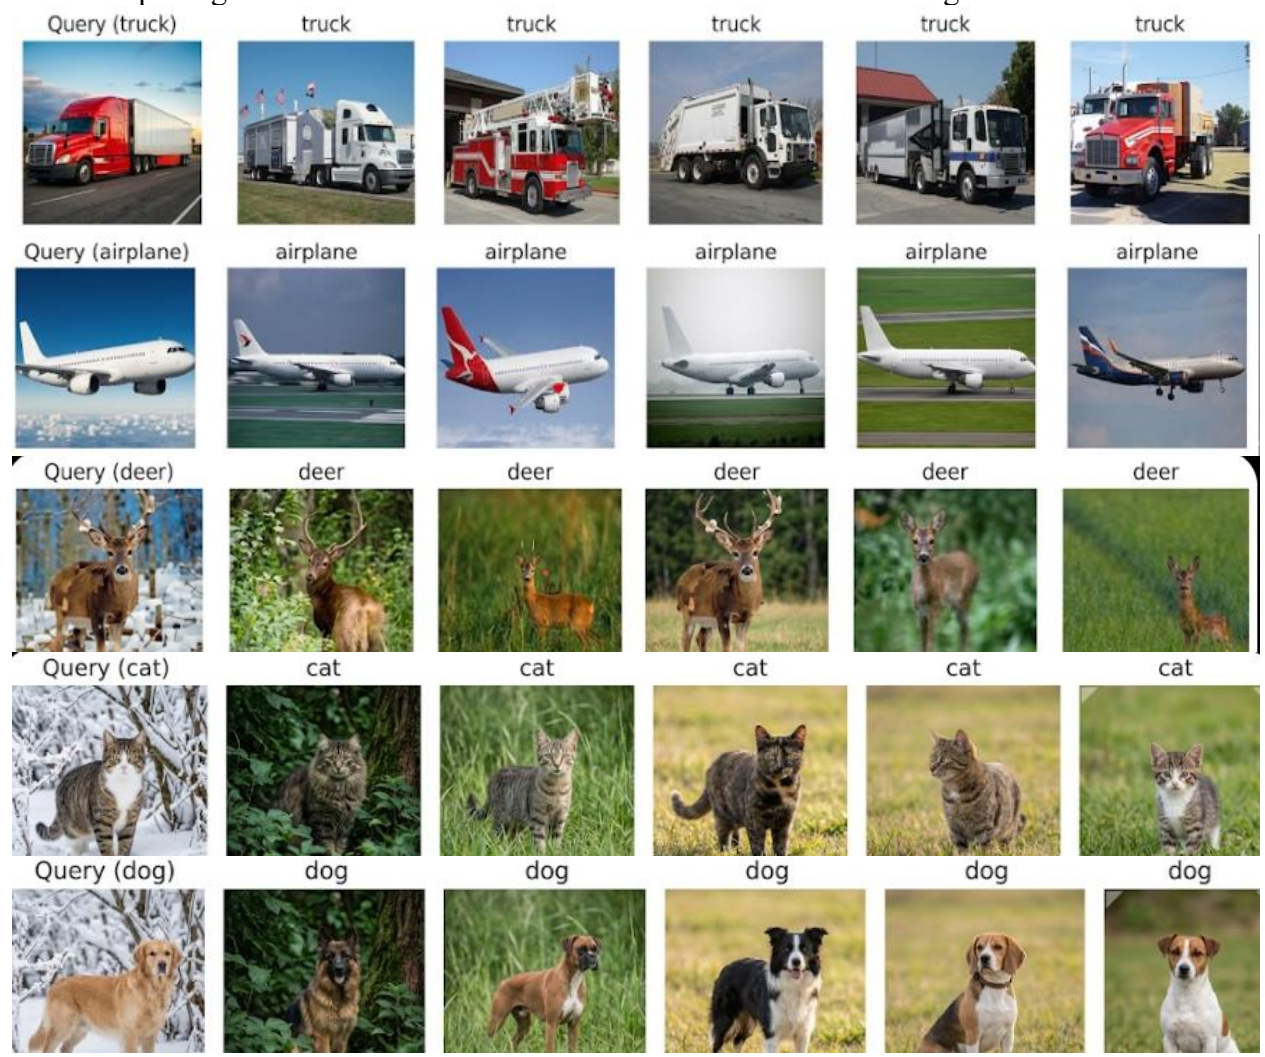 Query (truck) truck truck truck truck truck
Query (airplane) airplane airplane airplane airplane airplane
Query (deer) deer deer deer deer deer
Query (cat) cat cat cat cat cat
Query (dog) dog dog dog dog dog